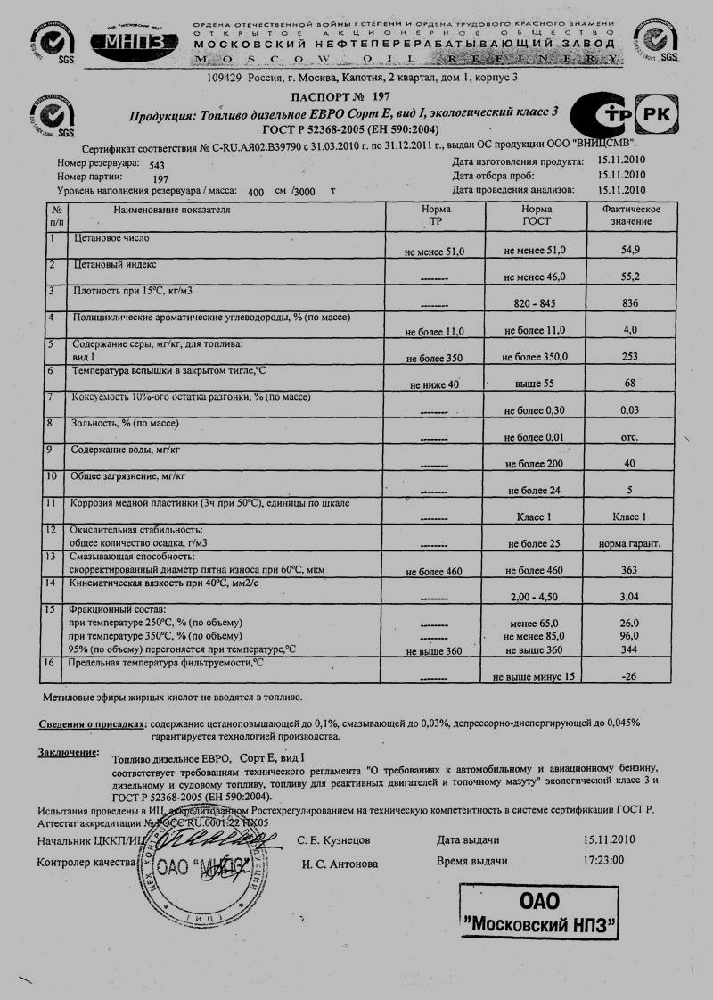 ОРДЕНА ОТЕЧЕСТВЕННОЙ ВОЙНЫ I СТЕПЕНИ И ОРДЕНА ТРУДОВОГО КРАСНОГО ЗНАМЕНИ
ОТКРЫТОЕ АКЦИОНЕРНОЕ ОБЩЕСТВО
МНПЗ
МОСКОВСКИЙ НЕФТЕПЕРЕРАБАТЫВАЮЩИЙ ЗАВОД
MOSCOW OIL REFINERY
SGS
SGS
109429 Россия, г. Москва, Капотня, 2 квартал, дом 1, корпус 3
ПАСПОРТ № 197
Продукция: Топливо дизельное ЕВРО Сорт Е, вид I, экологический класс 3
ГОСТ Р 52368-2005 (ЕН 590:2004)
SGS
СТР РК
Сертификат соответствия № С-RU.АЯ02.В39790 с 31.03.2010 г. по 31.12.2011 г., выдан ОС продукции ООО "ВНИЦСМВ".
Номер резервуара: 543 Дата изготовления продукта: 15.11.2010
Номер партии: 197 Дата отбора проб: 15.11.2010
Уровень наполнения резервуара / масса: 400 см /3000 т Дата проведения анализов: 15.11.2010
№ п/п Наименование показателя Норма ТР Норма ГОСТ Фактическое значение
1 Цетановое число не менее 51,0 не менее 51,0 54,9
2 Цетановый индекс -------- не менее 46,0 55,2
3 Плотность при 15°С, кг/м3 -------- 820 - 845 836
4 Полициклические ароматические углеводороды, % (по массе) не более 11,0 не более 11,0 4,0
5 Содержание серы, мг/кг, для топлива:
вид I не более 350 не более 350,0 253
6 Температура вспышки в закрытом тигле,°С не ниже 40 выше 55 68
7 Коксуемость 10%-ого остатка разгонки, % (по массе) -------- не более 0,30 0,03
8 Зольность, % (по массе) -------- не более 0,01 отс.
9 Содержание воды, мг/кг -------- не более 200 40
10 Общее загрязнение, мг/кг -------- не более 24 5
11 Коррозия медной пластинки (3ч при 50°С), единицы по шкале -------- Класс 1 Класс 1
12 Окислительная стабильность:
общее количество осадка, г/м3 -------- не более 25 норма гарант.
13 Смазывающая способность:
скорректированный диаметр пятна износа при 60°С, мкм не более 460 не более 460 363
14 Кинематическая вязкость при 40°С, мм2/с -------- 2,00 - 4,50 3,04
15 Фракционный состав:
при температуре 250°С, % (по объему) -------- менее 65,0 26,0
при температуре 350°С, % (по объему) -------- не менее 85,0 96,0
95% (по объему) перегоняется при температуре,°С не выше 360 не выше 360 344
16 Предельная температура фильтруемости,°С -------- не выше минус 15 -26
Метиловые эфиры жирных кислот не вводятся в топливо.
Сведения о присадках: содержание цетаноповышающей до 0,1%, смазывающей до 0,03%, депрессорно-диспергирующей до 0,045%
гарантируется технологией производства.
Заключение:
Топливо дизельное ЕВРО, Сорт Е, вид I
соответствует требованиям технического регламента "О требованиях к автомобильному и авиационному бензину,
дизельному и судовому топливу, топливу для реактивных двигателей и топочному мазуту" экологический класс 3 и
ГОСТ Р 52368-2005 (ЕН 590:2004).
Испытания проведены в ИЦ, аккредитованном Ростехрегулированием на техническую компетентность в системе сертификации ГОСТ Р.
Аттестат аккредитации № РОСС RU.0001.22 НХ05
Начальник ЦККП/ИЦ С. Е. Кузнецов Дата выдачи 15.11.2010
Контролер качества И. С. Антонова Время выдачи 17:23:00
ОАО "МНПЗ"
ЦЕХ КОНТРОЛЯ ПРОДУКЦИИ
(ИЦ)
ОАО
"Московский НПЗ"